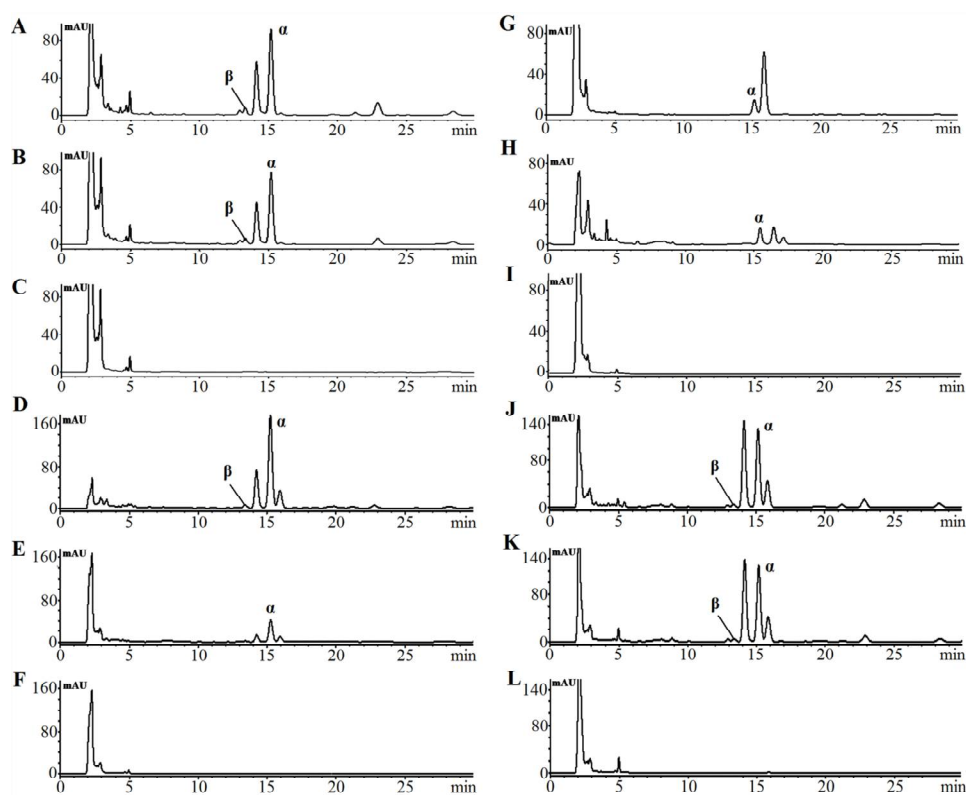 A mAU α
80
β
40
0
0 5 10 15 20 25 min
B mAU α
80
β
40
0
0 5 10 15 20 25 min
C mAU
80
40
0
0 5 10 15 20 25 min
D mAU
160 α
80 β
0
0 5 10 15 20 25 min
E mAU
160
80 α
0
0 5 10 15 20 25 min
F mAU
160
80
0
0 5 10 15 20 25 min
G mAU
80
40 α
0
0 5 10 15 20 25 min
H mAU
80
40 α
0
0 5 10 15 20 25 min
I mAU
80
40
0
0 5 10 15 20 25 min
J mAU
140 α
80 β
0
0 5 10 15 20 25 min
K mAU
140 α
80 β
0
0 5 10 15 20 25 min
L mAU
140
80
0
0 5 10 15 20 25 min